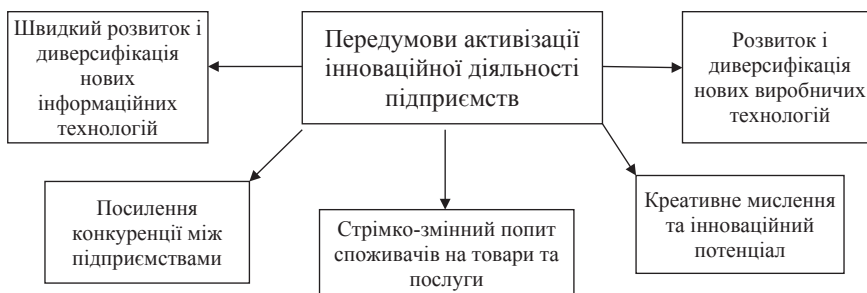 Швидкий розвиток і
диверсифікація
нових
інформаційних
технологій
Передумови активізації
інноваційної діяльності
підприємств
Розвиток і
диверсифікація
нових виробничих
технологій
Посилення
конкуренції між
підприємствами
Стрімко-змінний попит
споживачів на товари та
послуги
Креативне мислення
та інноваційний
потенціал